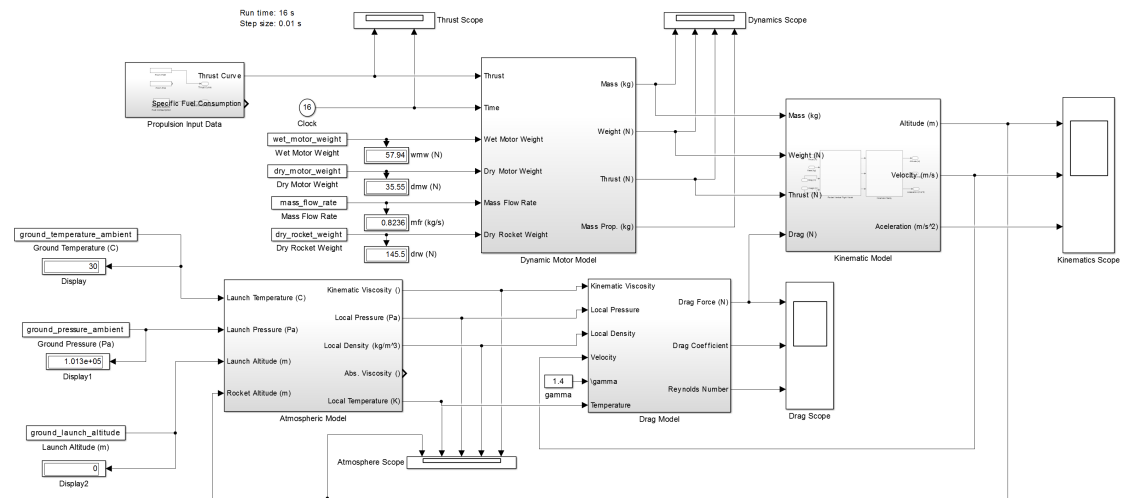 Run time: 16 s
Step size: 0.01 s
Thrust Scope
Dynamics Scope
Thrust Curve
Specific Fuel Consumption
Propulsion Input Data
16
Clock
wet_motor_weight
Wet Motor Weight
57.94
wmw (N)
dry_motor_weight
Dry Motor Weight
35.55
dmw (N)
mass_flow_rate
Mass Flow Rate
0.8236
mfr (kg/s)
dry_rocket_weight
Dry Rocket Weight
145.5
drw (N)
Thrust
Time
Wet Motor Weight
Dry Motor Weight
Mass Flow Rate
Dry Rocket Weight
Mass (kg)
Weight (N)
Thrust (N)
Mass Prop. (kg)
Dynamic Motor Model
Mass (kg)
Weight (N)
Thrust (N)
Drag (N)
Altitude (m)
Velocity (m/s)
Aceleration (m/s^2)
Kinematic Model
Kinematics Scope
ground_temperature_ambient
Ground Temperature (C)
30
Display
ground_pressure_ambient
Ground Pressure (Pa)
1.013e+05
Display1
ground_launch_altitude
Launch Altitude (m)
0
Display2
Launch Temperature (C)
Launch Pressure (Pa)
Launch Altitude (m)
Rocket Altitude (m)
Kinematic Viscosity ()
Local Pressure (Pa)
Local Density (kg/m^3)
Abs. Viscosity ()
Local Temperature (K)
Atmospheric Model
Atmosphere Scope
1.4
gamma
Kinematic Viscosity
Local Pressure
Local Density
Velocity
\gamma
Temperature
Drag Force (N)
Drag Coefficient
Reynolds Number
Drag Model
Drag Scope